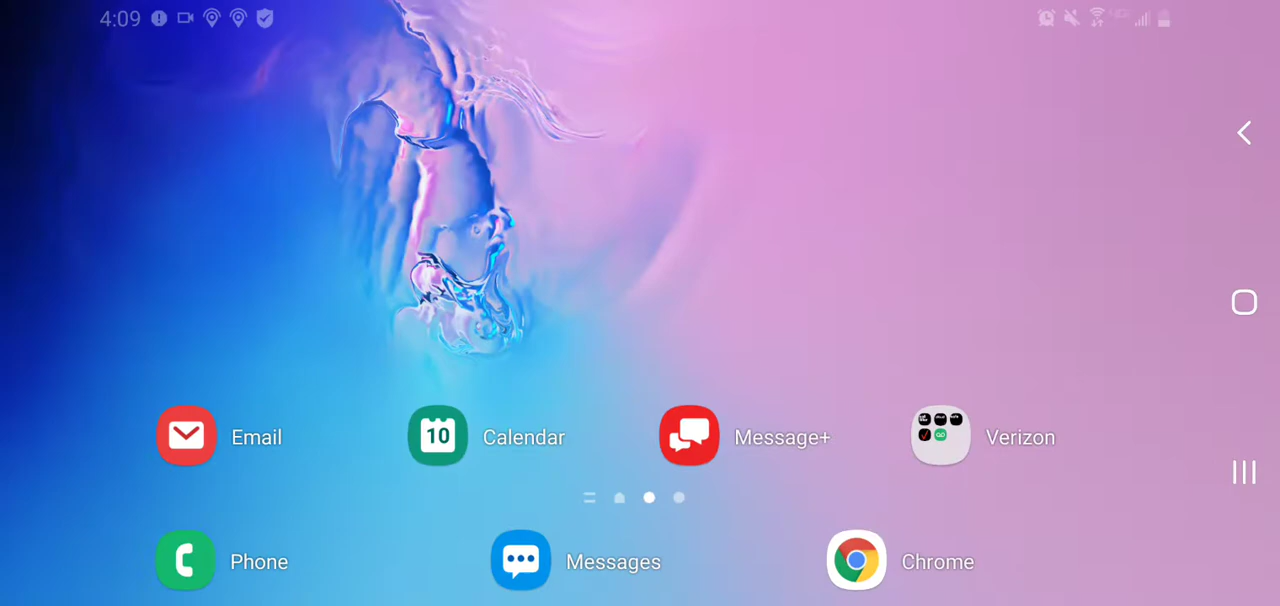 4:09
Email
10
Calendar
Message+
Verizon
Phone
Messages
Chrome